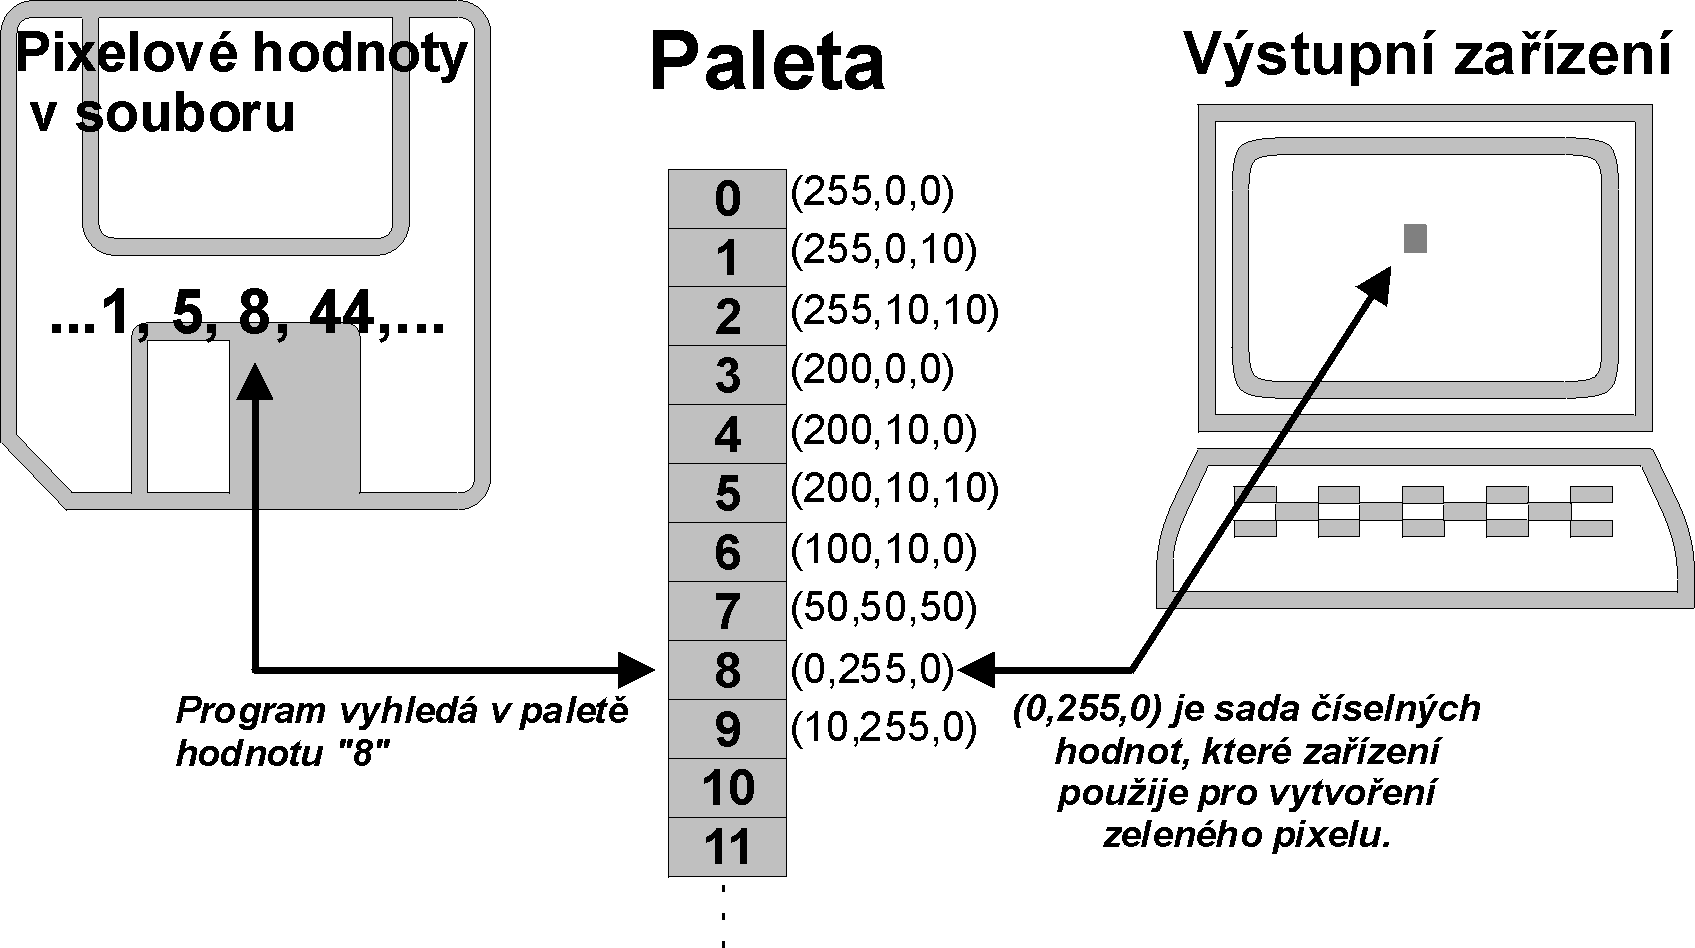 Pixelové hodnoty
v souboru
...1, 5, 8, 44,...
Paleta
0 (255,0,0)
1 (255,0,10)
2 (255,10,10)
3 (200,0,0)
4 (200,10,0)
5 (200,10,10)
6 (100,10,0)
7 (50,50,50)
8 (0,255,0)
9 (10,255,0)
10
11
Program vyhledá v paletě
hodnotu "8"
Výstupní zařízení
(0,255,0) je sada číselných
hodnot, které zařízení
použije pro vytvoření
zeleného pixelu.